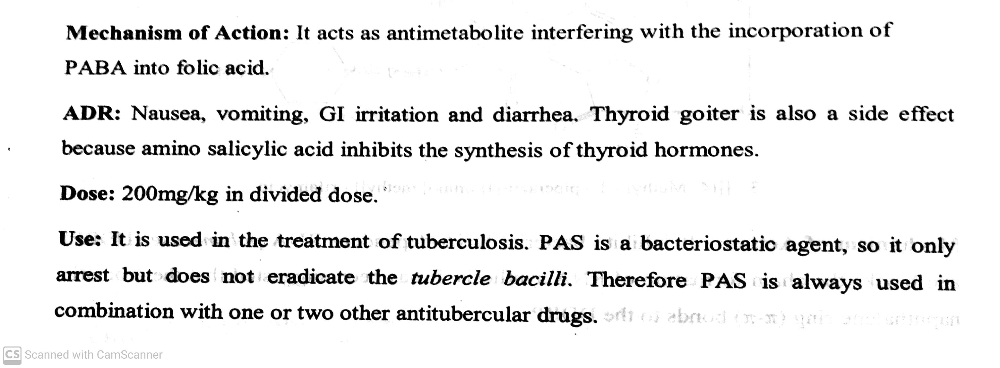 Mechanism of Action: It acts as antimetabolite interfering with the incorporation of
PABA into folic acid.
ADR: Nausea, vomiting, GI irritation and diarrhea. Thyroid goiter is also a side effect
because amino salicylic acid inhibits the synthesis of thyroid hormones.
Dose: 200mg/kg in divided dose.
Use: It is used in the treatment of tuberculosis. PAS is a bacteriostatic agent, so it only
arrest but does not eradicate the tubercle bacilli. Therefore PAS is always used in
combination with one or two other antitubercular drugs.
CS Scanned with CamScanner